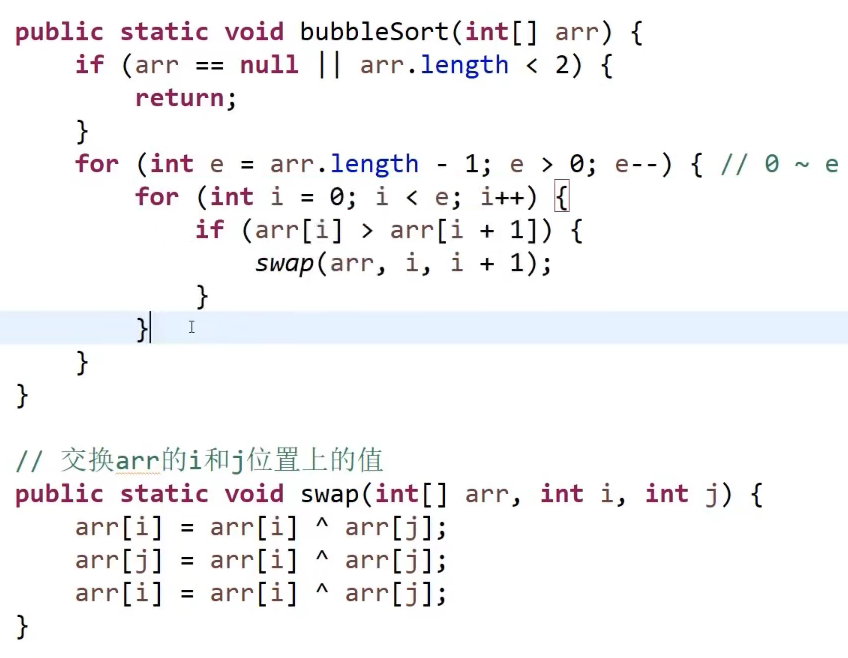 public static void bubbleSort(int[] arr) {
    if (arr == null || arr.length < 2) {
        return;
    }
    for (int e = arr.length - 1; e > 0; e--) { // 0 ~ e
        for (int i = 0; i < e; i++) {
            if (arr[i] > arr[i + 1]) {
                swap(arr, i, i + 1);
            }
        }
    }
}

// 交换arr的i和j位置上的值
public static void swap(int[] arr, int i, int j) {
    arr[i] = arr[i] ^ arr[j];
    arr[j] = arr[i] ^ arr[j];
    arr[i] = arr[i] ^ arr[j];
}